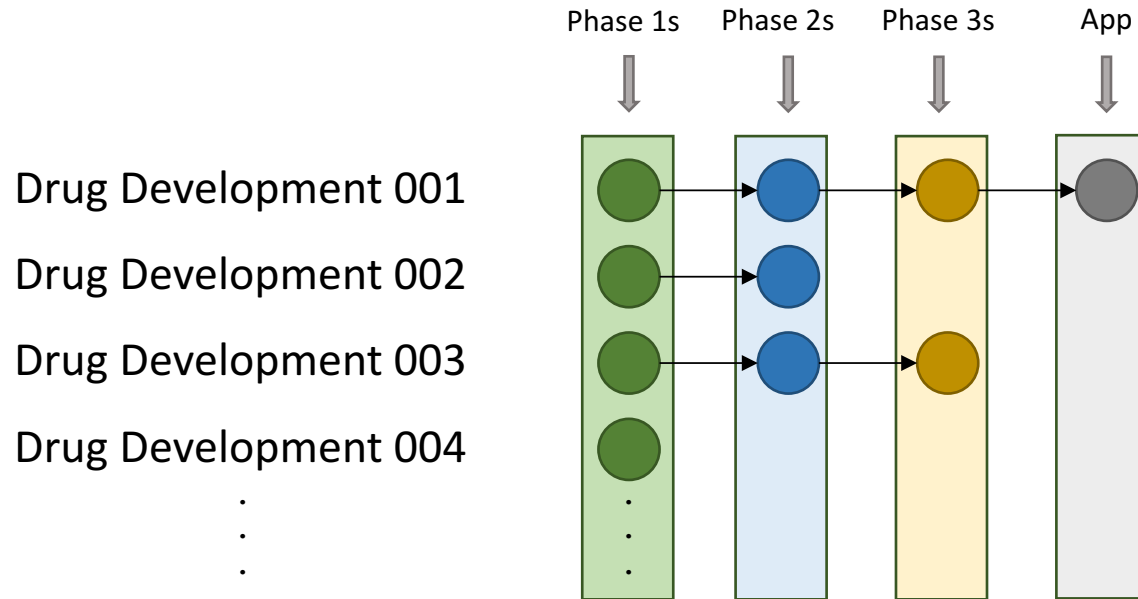 Phase 1s Phase 2s Phase 3s App
Drug Development 001
Drug Development 002
Drug Development 003
Drug Development 004